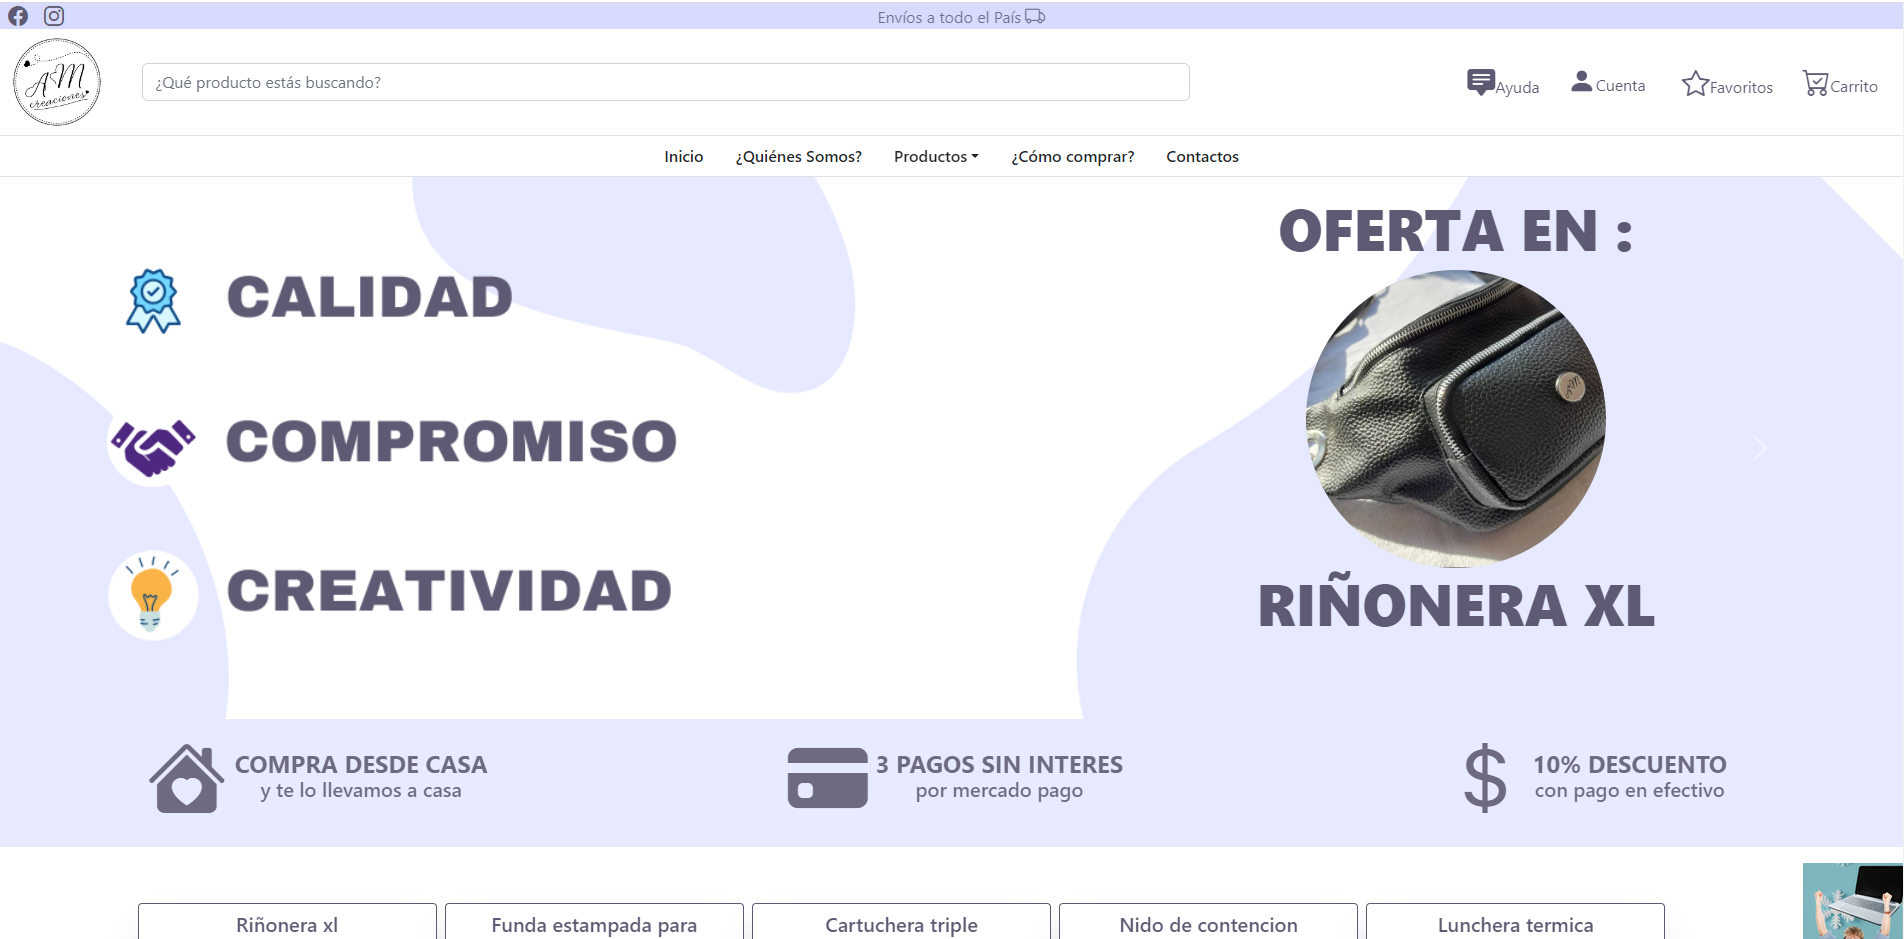 Envíos a todo el País
A&M
creaciones
¿Qué producto estás buscando?
Ayuda
Cuenta
Favoritos
Carrito
Inicio
¿Quiénes Somos?
Productos
¿Cómo comprar?
Contactos
CALIDAD
COMPROMISO
CREATIVIDAD
OFERTA EN :
AM
RIÑONERA XL
COMPRA DESDE CASA
y te lo llevamos a casa
3 PAGOS SIN INTERES
por mercado pago
10% DESCUENTO
con pago en efectivo
Riñonera xl
Funda estampada para
Cartuchera triple
Nido de contencion
Lunchera termica